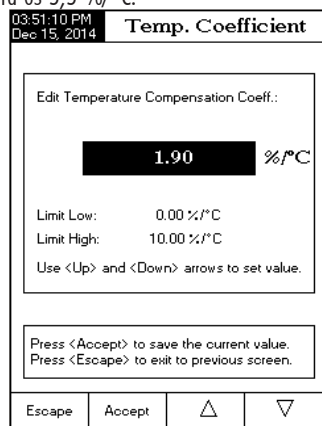 03:51:10 PM
Dec 15, 2014
Temp. Coefficient
Edit Temperature Compensation Coeff.:
1.90 %/°C
Limit Low: 0.00 %/°C
Limit High: 10.00 %/°C
Use <Up> and <Down> arrows to set value.
Press <Accept> to save the current value.
Press <Escape> to exit to previous screen.
Escape Accept △ ▽